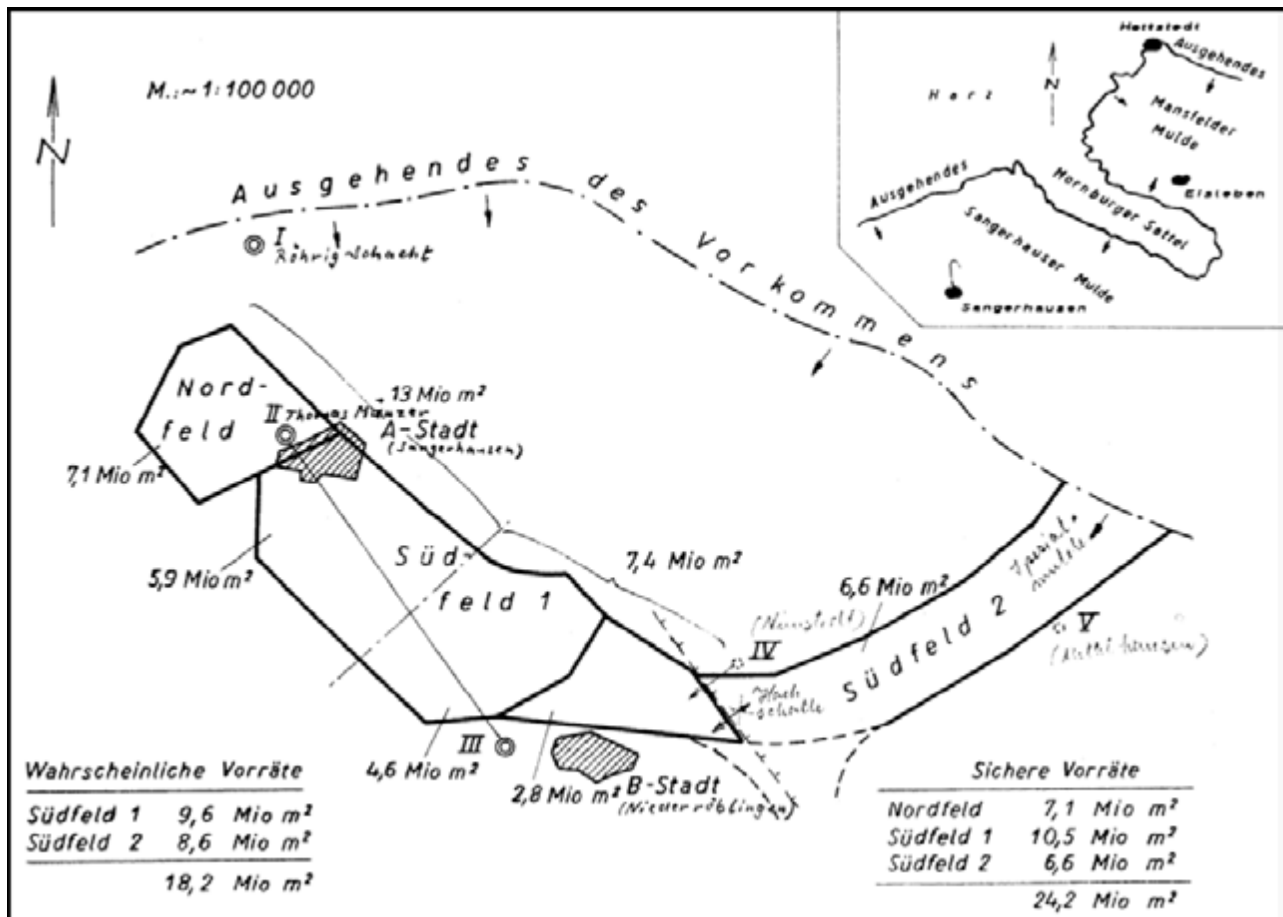 M.:~ 1:100 000
N
Ausgehendes des Vorkommens
I
Röhrig-Schacht
Nord-
feld
II Thomas Münzer
A-Stadt
(Sangerhausen)
13 Mio m²
7,1 Mio m²
5,9 Mio m²
Süd-
feld 1
7,4 Mio m²
6,6 Mio m²
Spezial-
mulde
Südfeld 2
IV
(Nienstedt)
V
III
4,6 Mio m²
2,8 Mio m²
B-Stadt
(Niederröblingen)
Wahrscheinliche Vorräte
Südfeld 1 9,6 Mio m²
Südfeld 2 8,6 Mio m²
18,2 Mio m²
Sichere Vorräte
Nordfeld 7,1 Mio m²
Südfeld 1 10,5 Mio m²
Südfeld 2 6,6 Mio m²
24,2 Mio m²
Hettstedt
Ausgehendes
N
Harz
Mansfelder
Mulde
Eisleben
Ausgehendes
Hornburger Sattel
Sangerhäuser Mulde
Sangerhausen